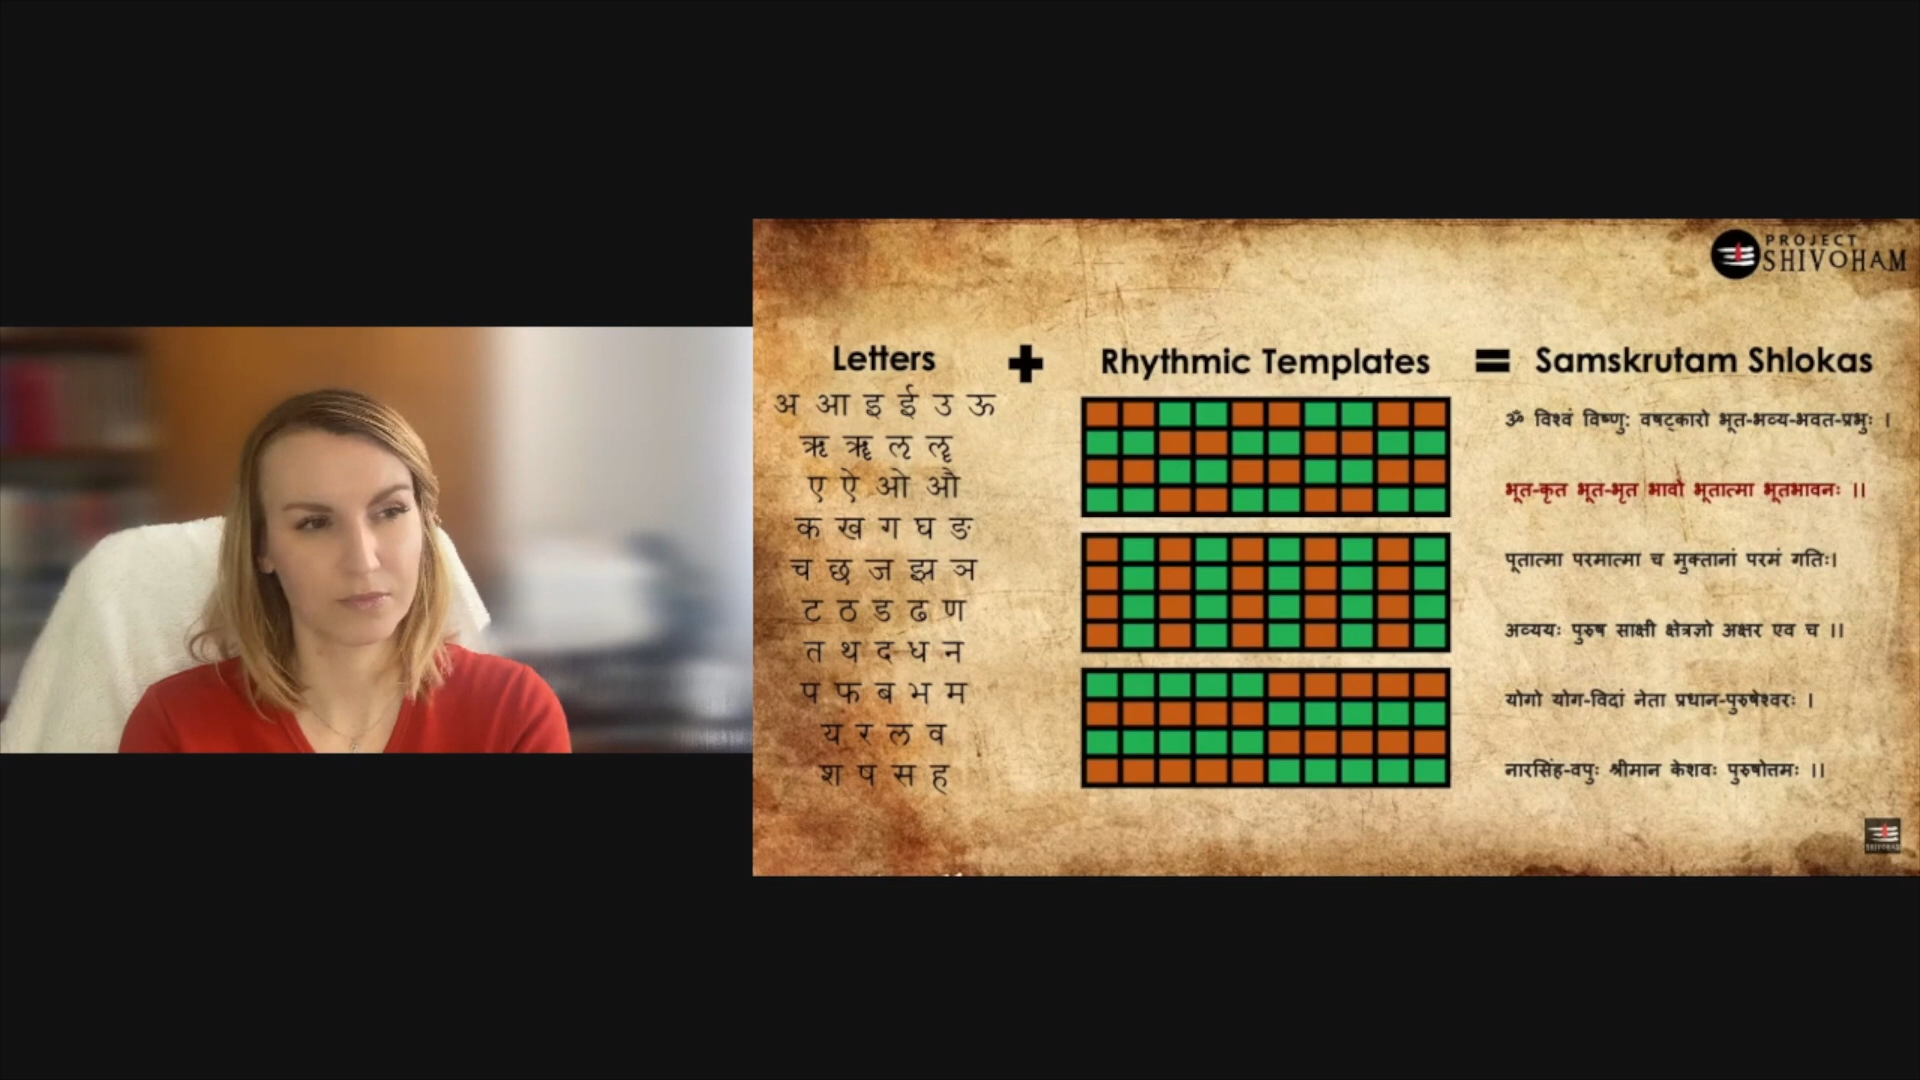 PROJECT
SHIVOHAM
Letters + Rhythmic Templates = Samskrutam Shlokas
अ आ इ ई उ ऊ
ऋ ॠ ऌ ॡ
ए ऐ ओ औ
क ख ग घ ङ
च छ ज झ ञ
ट ठ ड ढ ण
त थ द ध न
प फ ब भ म
य र ल व
श ष स ह
ॐ विश्वं विष्णु: वषट्कारो भूत-भव्य-भवत-प्रभुः ।
भूत-कृत भूत-भृत भावो भूतात्मा भूतभावनः ।।
पूतात्मा परमात्मा च मुक्तानां परमं गतिः।
अव्ययः पुरुष साक्षी क्षेत्रज्ञो अक्षर एव च ।।
योगो योग-विदां नेता प्रधान-पुरुषेश्वरः ।
नारसिंह-वपुः श्रीमान केशवः पुरुषोत्तमः ।।
SHIVOHAM